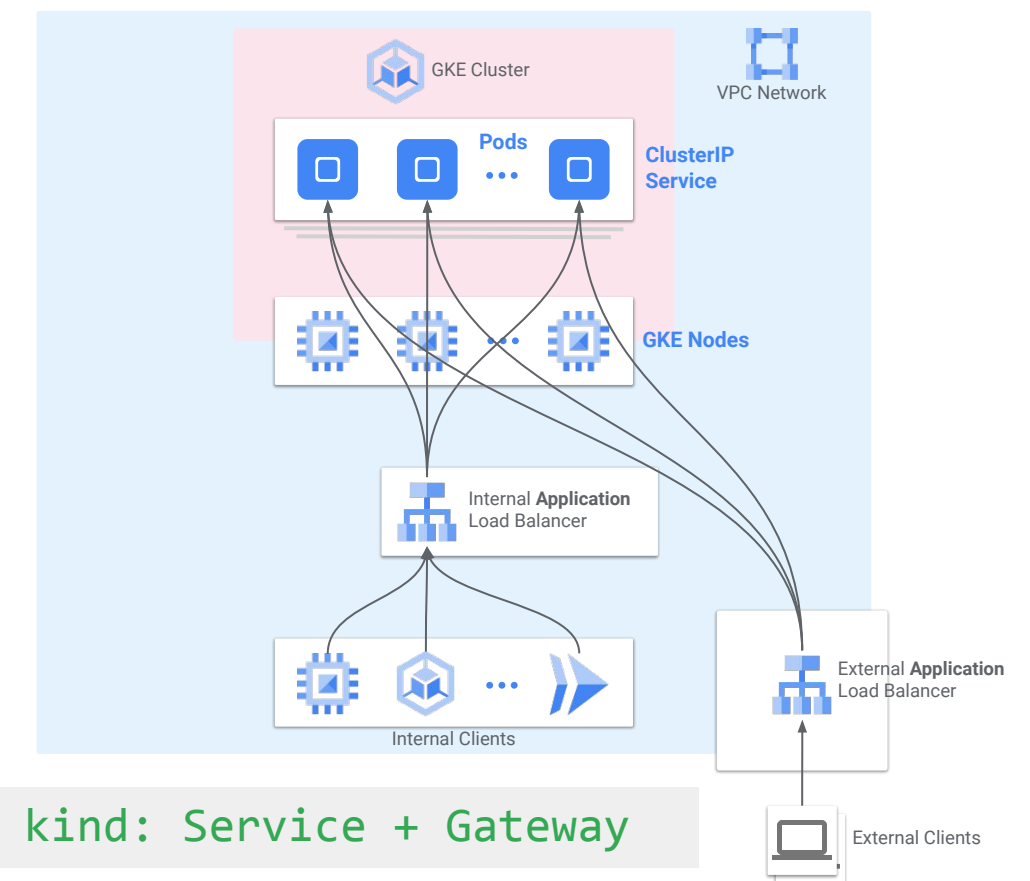 GKE Cluster
VPC Network
Pods
ClusterIP
Service
GKE Nodes
Internal Application
Load Balancer
External Application
Load Balancer
Internal Clients
kind: Service + Gateway
External Clients